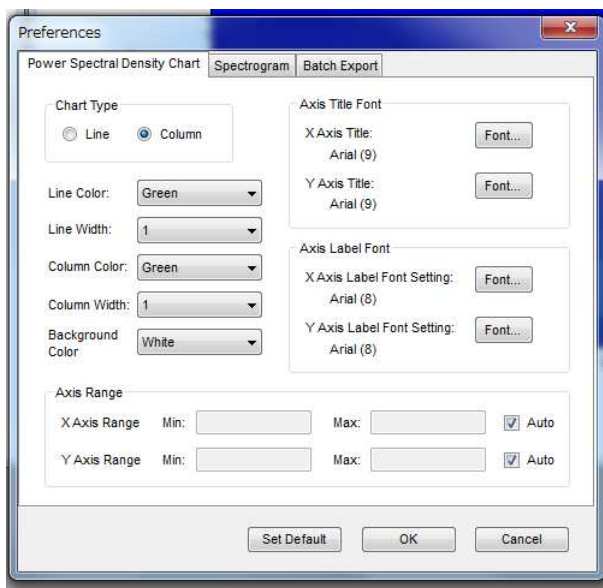 Preferences
Power Spectral Density Chart Spectrogram Batch Export
Chart Type
Line Column
Line Color: Green
Line Width: 1
Column Color: Green
Column Width: 1
Background
Color White
Axis Title Font
X Axis Title: Font...
Arial (9)
Y Axis Title: Font...
Arial (9)
Axis Label Font
X Axis Label Font Setting: Font...
Arial (8)
Y Axis Label Font Setting: Font...
Arial (8)
Axis Range
X Axis Range Min: Max: Auto
Y Axis Range Min: Max: Auto
Set Default OK Cancel